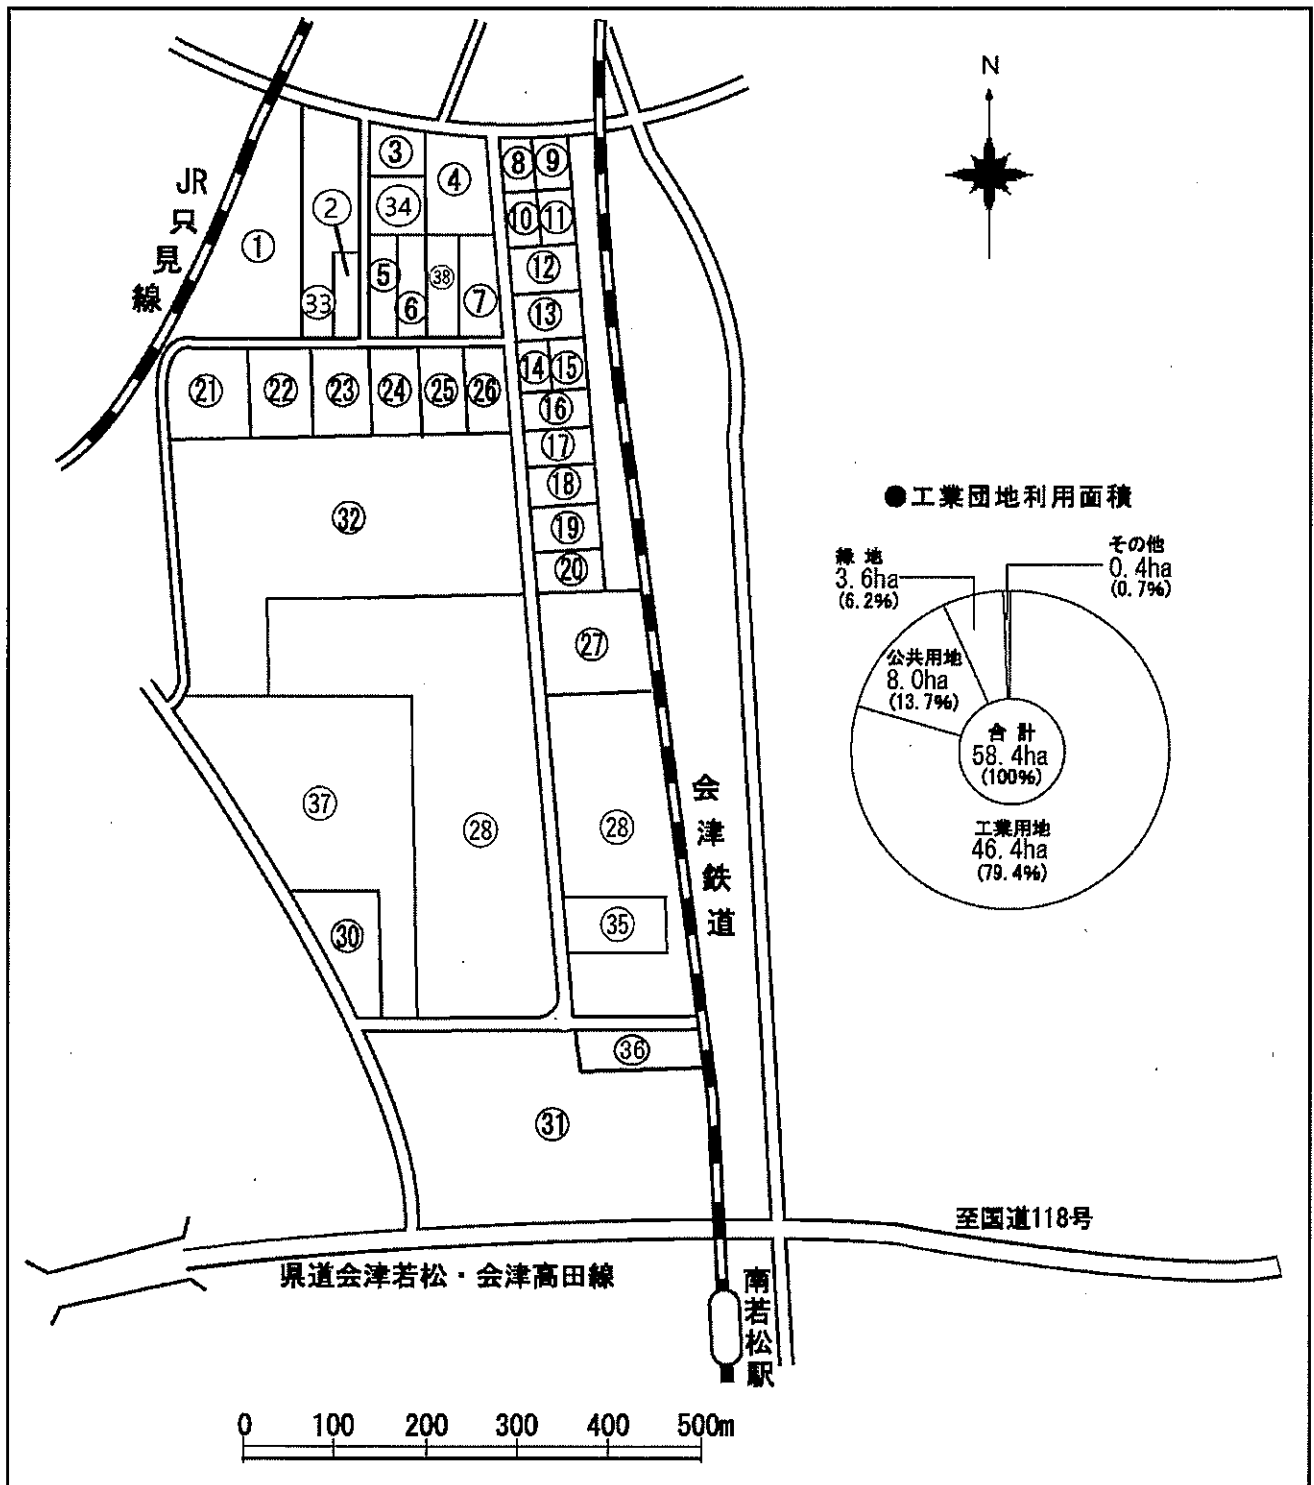 N
JR只見線
①
②
③
④
⑤
⑥
⑦
⑧
⑨
⑩
⑪
⑫
⑬
⑭
⑮
⑯
⑰
⑱
⑲
⑳
㉑
㉒
㉓
㉔
㉕
㉖
㉗
㉘
㉘
㉚
㉛
㉜
㉝
㉞
㉟
㊱
㊲
㊳
会津鉄道
●工業団地利用面積
緑地
3.6ha
(6.2%)
その他
0.4ha
(0.7%)
公共用地
8.0ha
(13.7%)
合計
58.4ha
(100%)
工業用地
46.4ha
(79.4%)
至国道118号
県道会津若松・会津高田線
南若松駅
0 100 200 300 400 500m